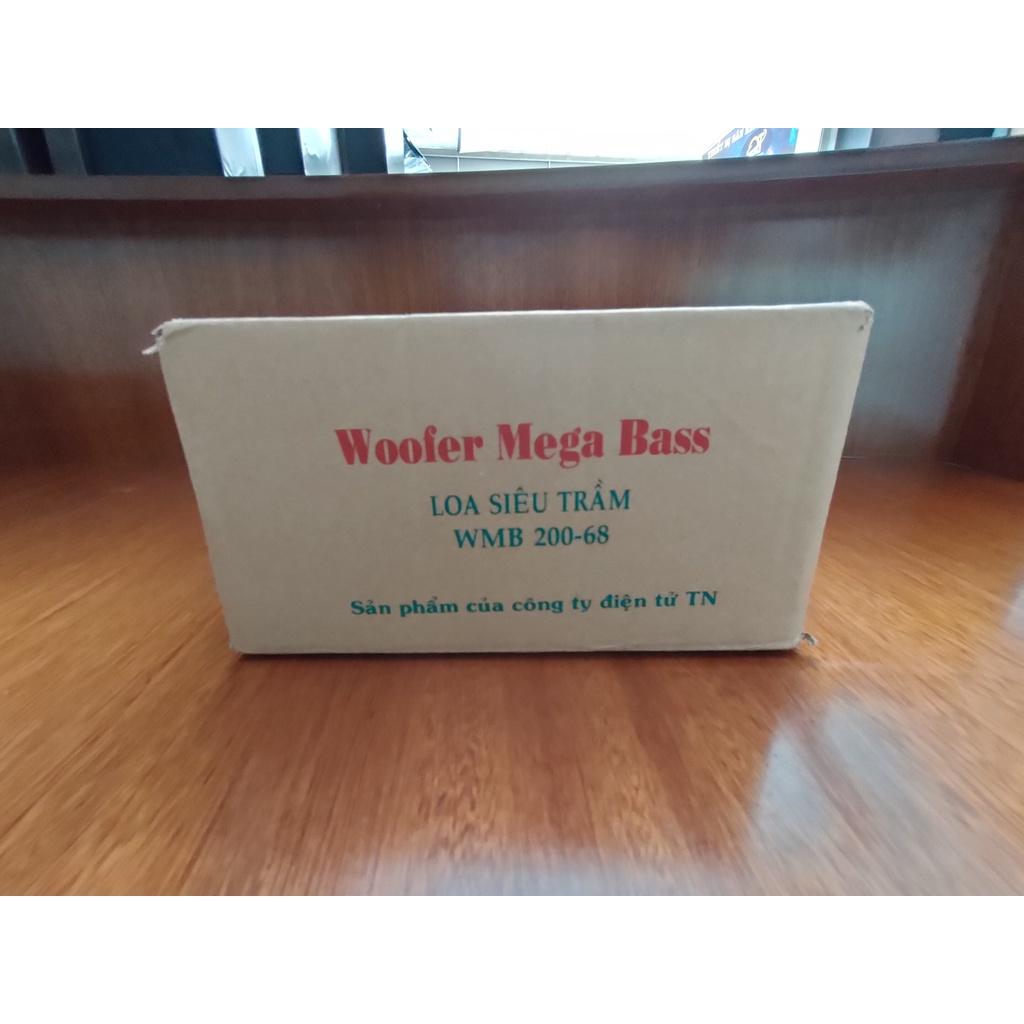 Woofer Mega Bass
LOA SIÊU TRẦM
WMB 200-68
Sản phẩm của công ty điện tử TN